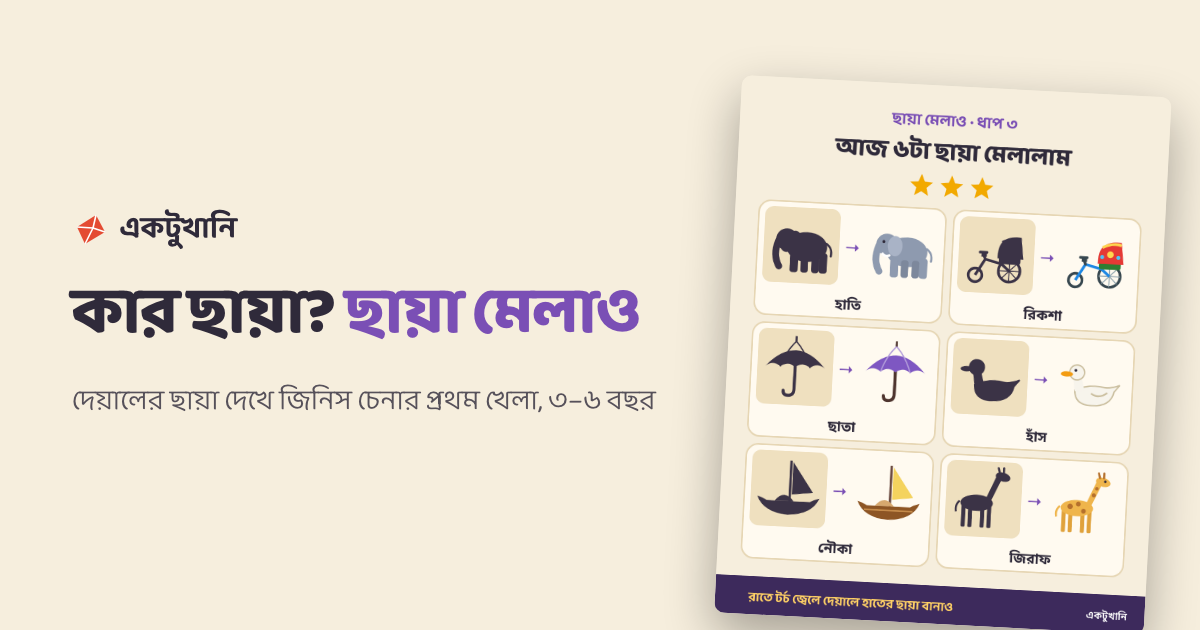 একটুখানি
কার ছায়া? ছায়া মেলাও
দেয়ালের ছায়া দেখে জিনিস চেনার প্রথম খেলা, ৩–৬ বছর
ছায়া মেলাও · ধাপ ৩
আজ ৬টা ছায়া মেলালাম
হাতি
রিকশা
ছাতা
হাঁস
নৌকা
জিরাফ
রাতে টর্চ জ্বেলে দেয়ালে হাতের ছায়া বানাও
একটুখানি